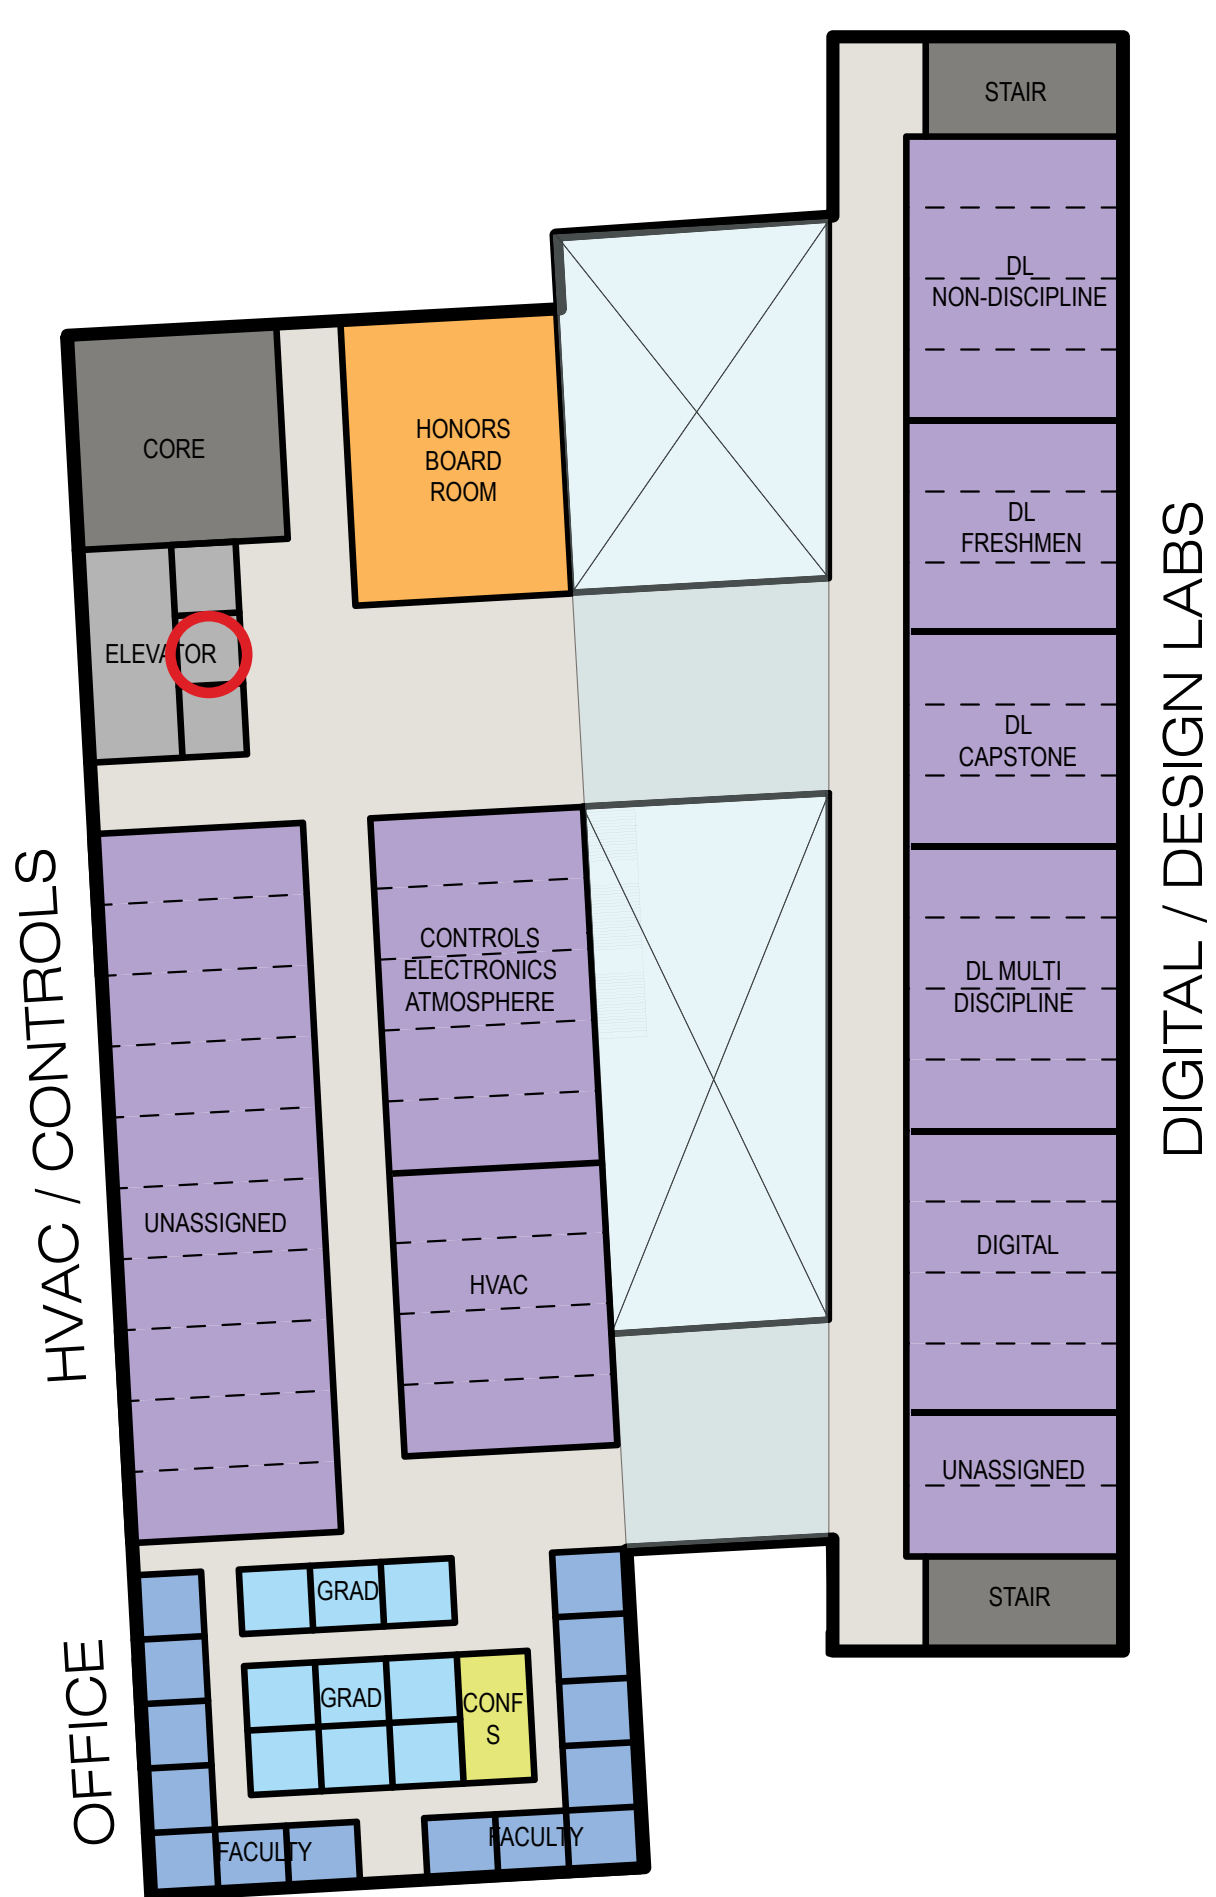 STAIR
DL
NON-DISCIPLINE
HONORS
BOARD
ROOM
CORE
DL
FRESHMEN
ELEVATOR
DL
CAPSTONE
DIGITAL / DESIGN LABS
HVAC / CONTROLS
CONTROLS
ELECTRONICS
ATMOSPHERE
DL MULTI
DISCIPLINE
UNASSIGNED
HVAC
DIGITAL
UNASSIGNED
STAIR
GRAD
OFFICE
GRAD
CONF
S
FACULTY
FACULTY